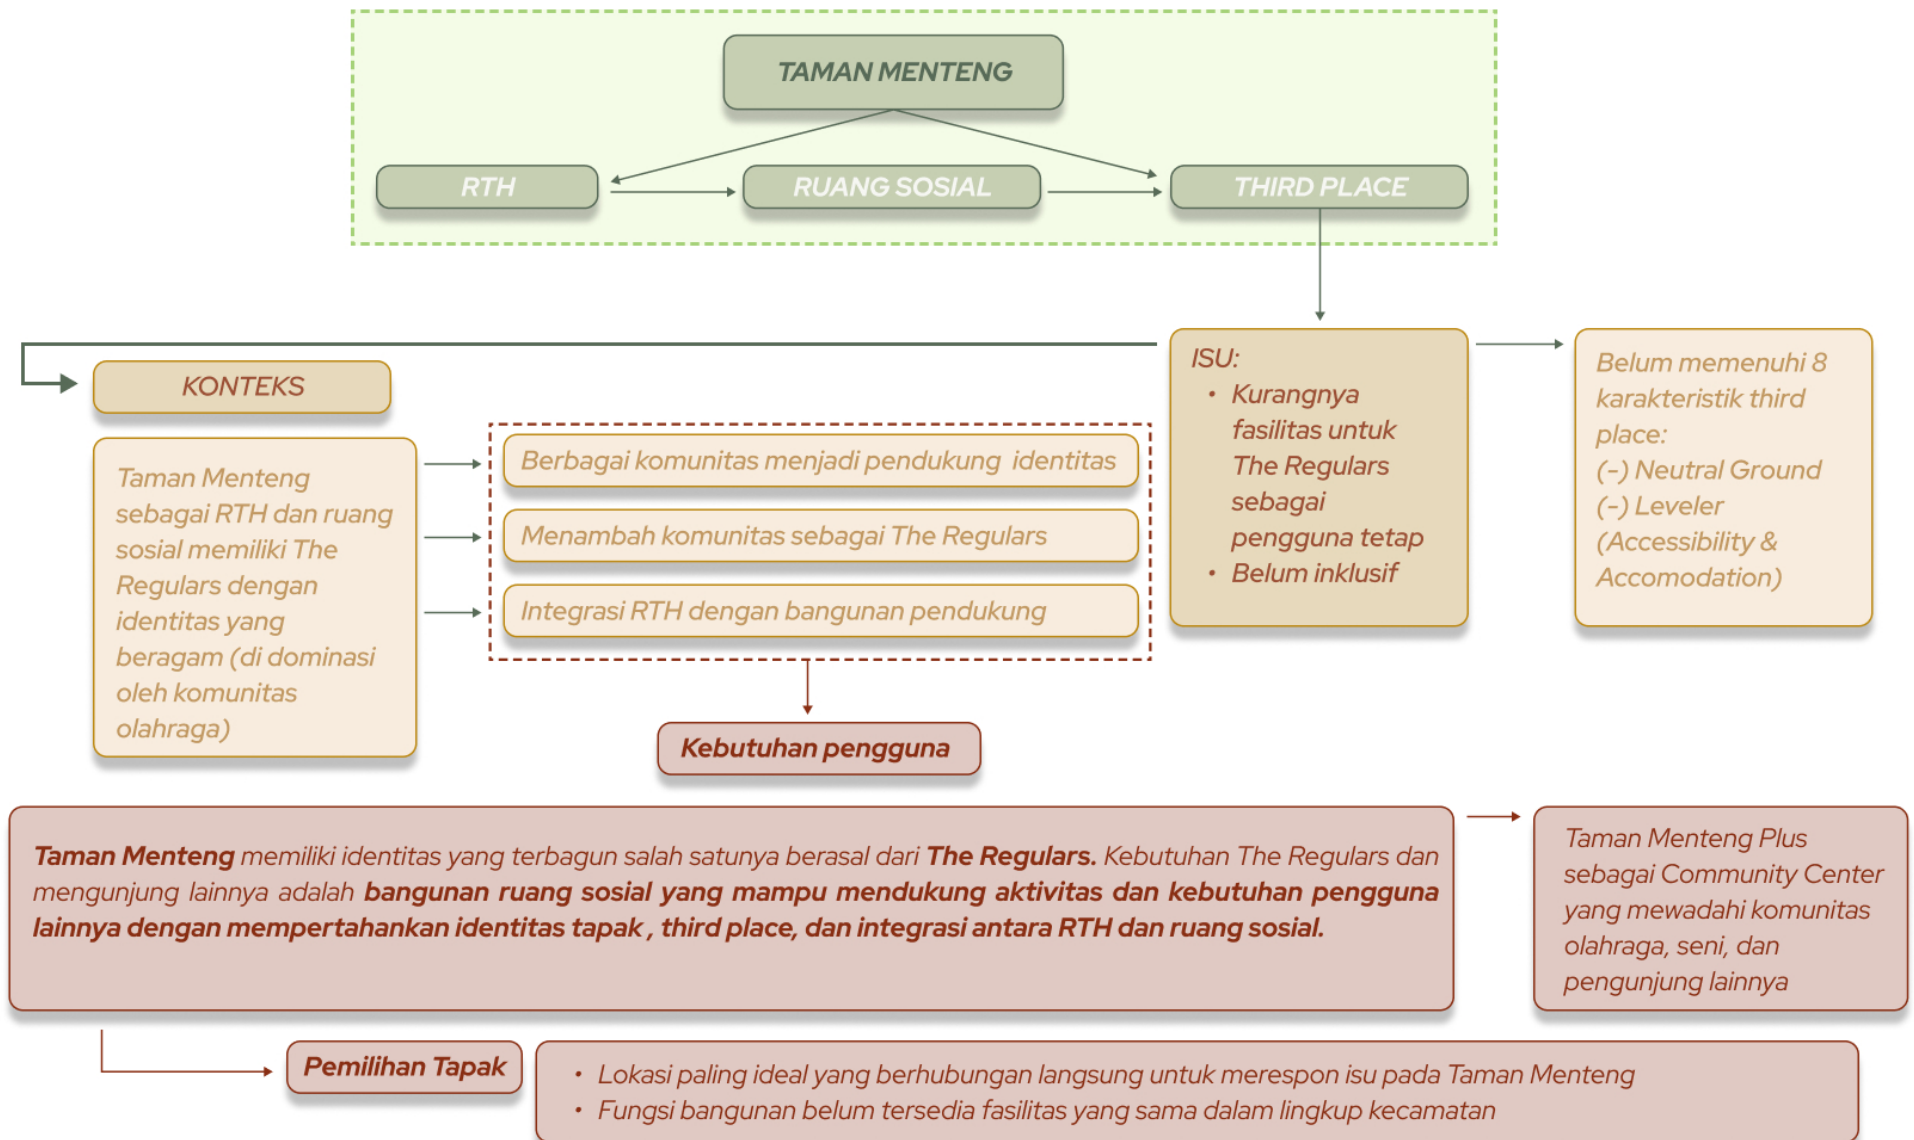 TAMAN MENTENG
RTH
RUANG SOSIAL
THIRD PLACE
KONTEKS
Taman Menteng
sebagai RTH dan ruang
sosial memiliki The
Regulars dengan
identitas yang
beragam (di dominasi
oleh komunitas
olahraga)
Berbagai komunitas menjadi pendukung identitas
Menambah komunitas sebagai The Regulars
Integrasi RTH dengan bangunan pendukung
ISU:
• Kurangnya
fasilitas untuk
The Regulars
sebagai
pengguna tetap
• Belum inklusif
Belum memenuhi 8
karakteristik third
place:
(-) Neutral Ground
(-) Leveler
(Accessibility &
Accomodation)
Kebutuhan pengguna
Taman Menteng memiliki identitas yang terbagun salah satunya berasal dari The Regulars. Kebutuhan The Regulars dan
mengunjung lainnya adalah bangunan ruang sosial yang mampu mendukung aktivitas dan kebutuhan pengguna
lainnya dengan mempertahankan identitas tapak , third place, dan integrasi antara RTH dan ruang sosial.
Taman Menteng Plus
sebagai Community Center
yang mewadahi komunitas
olahraga, seni, dan
pengunjung lainnya
Pemilihan Tapak
• Lokasi paling ideal yang berhubungan langsung untuk merespon isu pada Taman Menteng
• Fungsi bangunan belum tersedia fasilitas yang sama dalam lingkup kecamatan